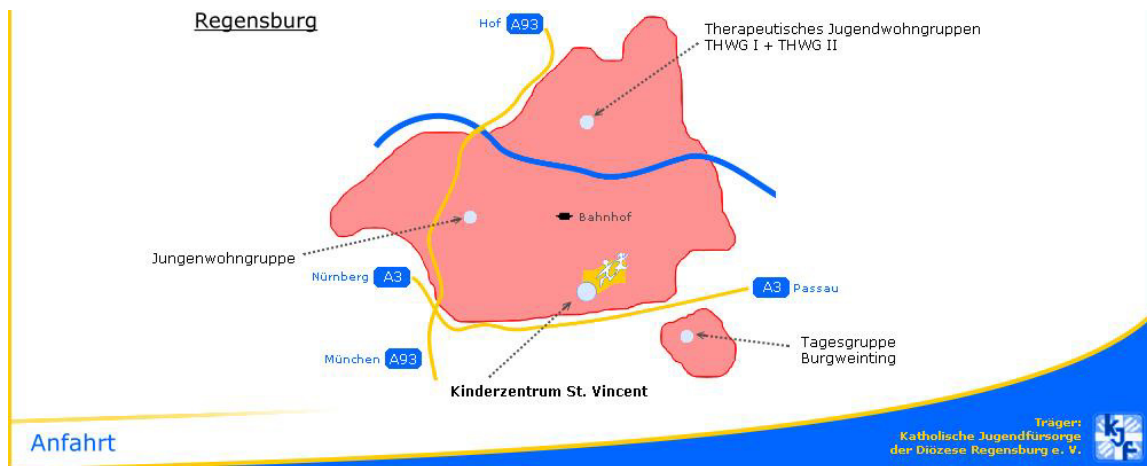 Regensburg
Hof A93
Therapeutisches Jugendwohngruppen
THWG I + THWG II
Bahnhof
Jungenwohngruppe
Nürnberg A3
A3 Passau
München A93
Tagesgruppe
Burgweinting
Kinderzentrum St. Vincent
Anfahrt
Träger:
Katholische Jugendfürsorge
der Diözese Regensburg e. V.
kjf